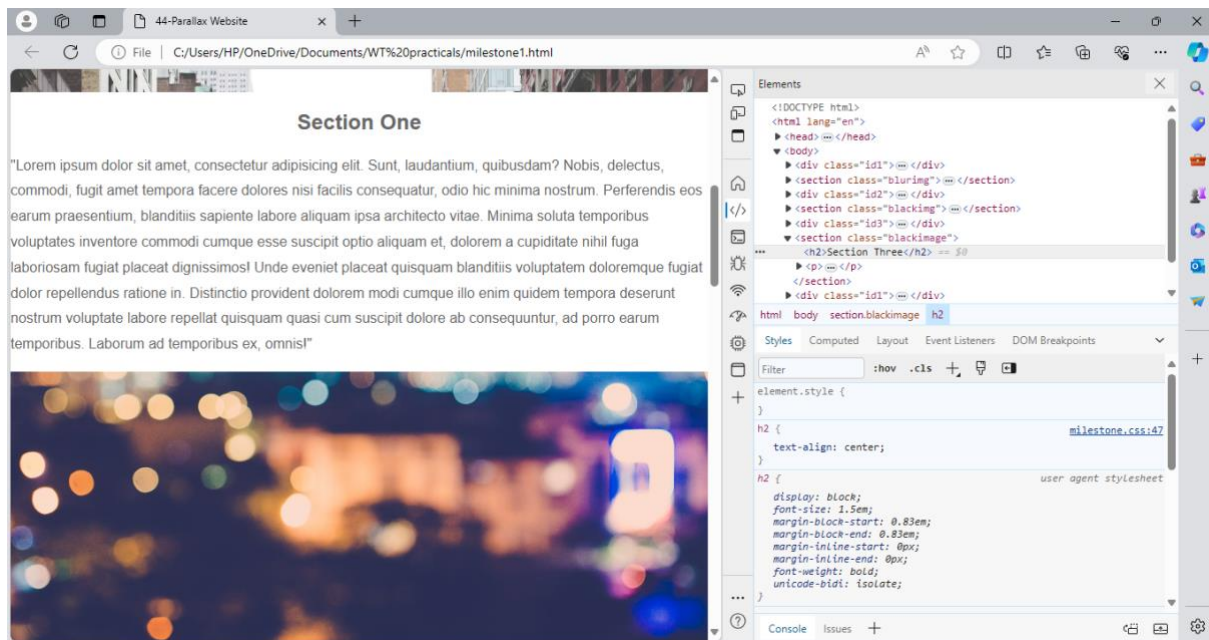 44-Parallax Website
File | C:/Users/HP/OneDrive/Documents/WT%20practicals/milestone1.html
Section One
"Lorem ipsum dolor sit amet, consectetur adipisicing elit. Sunt, laudantium, quibusdam? Nobis, delectus,
commodi, fugit amet tempora facere dolores nisi facilis consequatur, odio hic minima nostrum. Perferendis eos
earum praesentium, blanditiis sapiente labore aliquam ipsa architecto vitae. Minima soluta temporibus
voluptates inventore commodi cumque esse suscipit optio aliquam et, dolorem a cupiditate nihil fuga
laboriosam fugiat placeat dignissimos! Unde eveniet placeat quisquam blanditiis voluptatem doloremque fugiat
dolor repellendus ratione in. Distinctio provident dolorem modi cumque illo enim quidem tempora deserunt
nostrum voluptate labore repellat quisquam quasi cum suscipit dolore ab consequuntur, ad porro earum
temporibus. Laborum ad temporibus ex, omnis!"
Elements
<!DOCTYPE html>
<html lang="en">
<head> ... </head>
<body>
<div class="id1"> ... </div>
<section class="blurimg"> ... </section>
<div class="id2"> ... </div>
<section class="blackimg"> ... </section>
<div class="id3"> ... </div>
<section class="blackimage">
... <h2>Section Three</h2> == $0
<p> ... </p>
</section>
<div class="id1"> ... </div>
html body section.blackimage h2
Styles Computed Layout Event Listeners DOM Breakpoints
Filter :hov .cls
element.style {
}
h2 { milestone.css:47
text-align: center;
}
h2 { user agent stylesheet
display: block;
font-size: 1.5em;
margin-block-start: 0.83em;
margin-block-end: 0.83em;
margin-inline-start: 0px;
margin-inline-end: 0px;
font-weight: bold;
unicode-bidi: isolate;
}
Console Issues